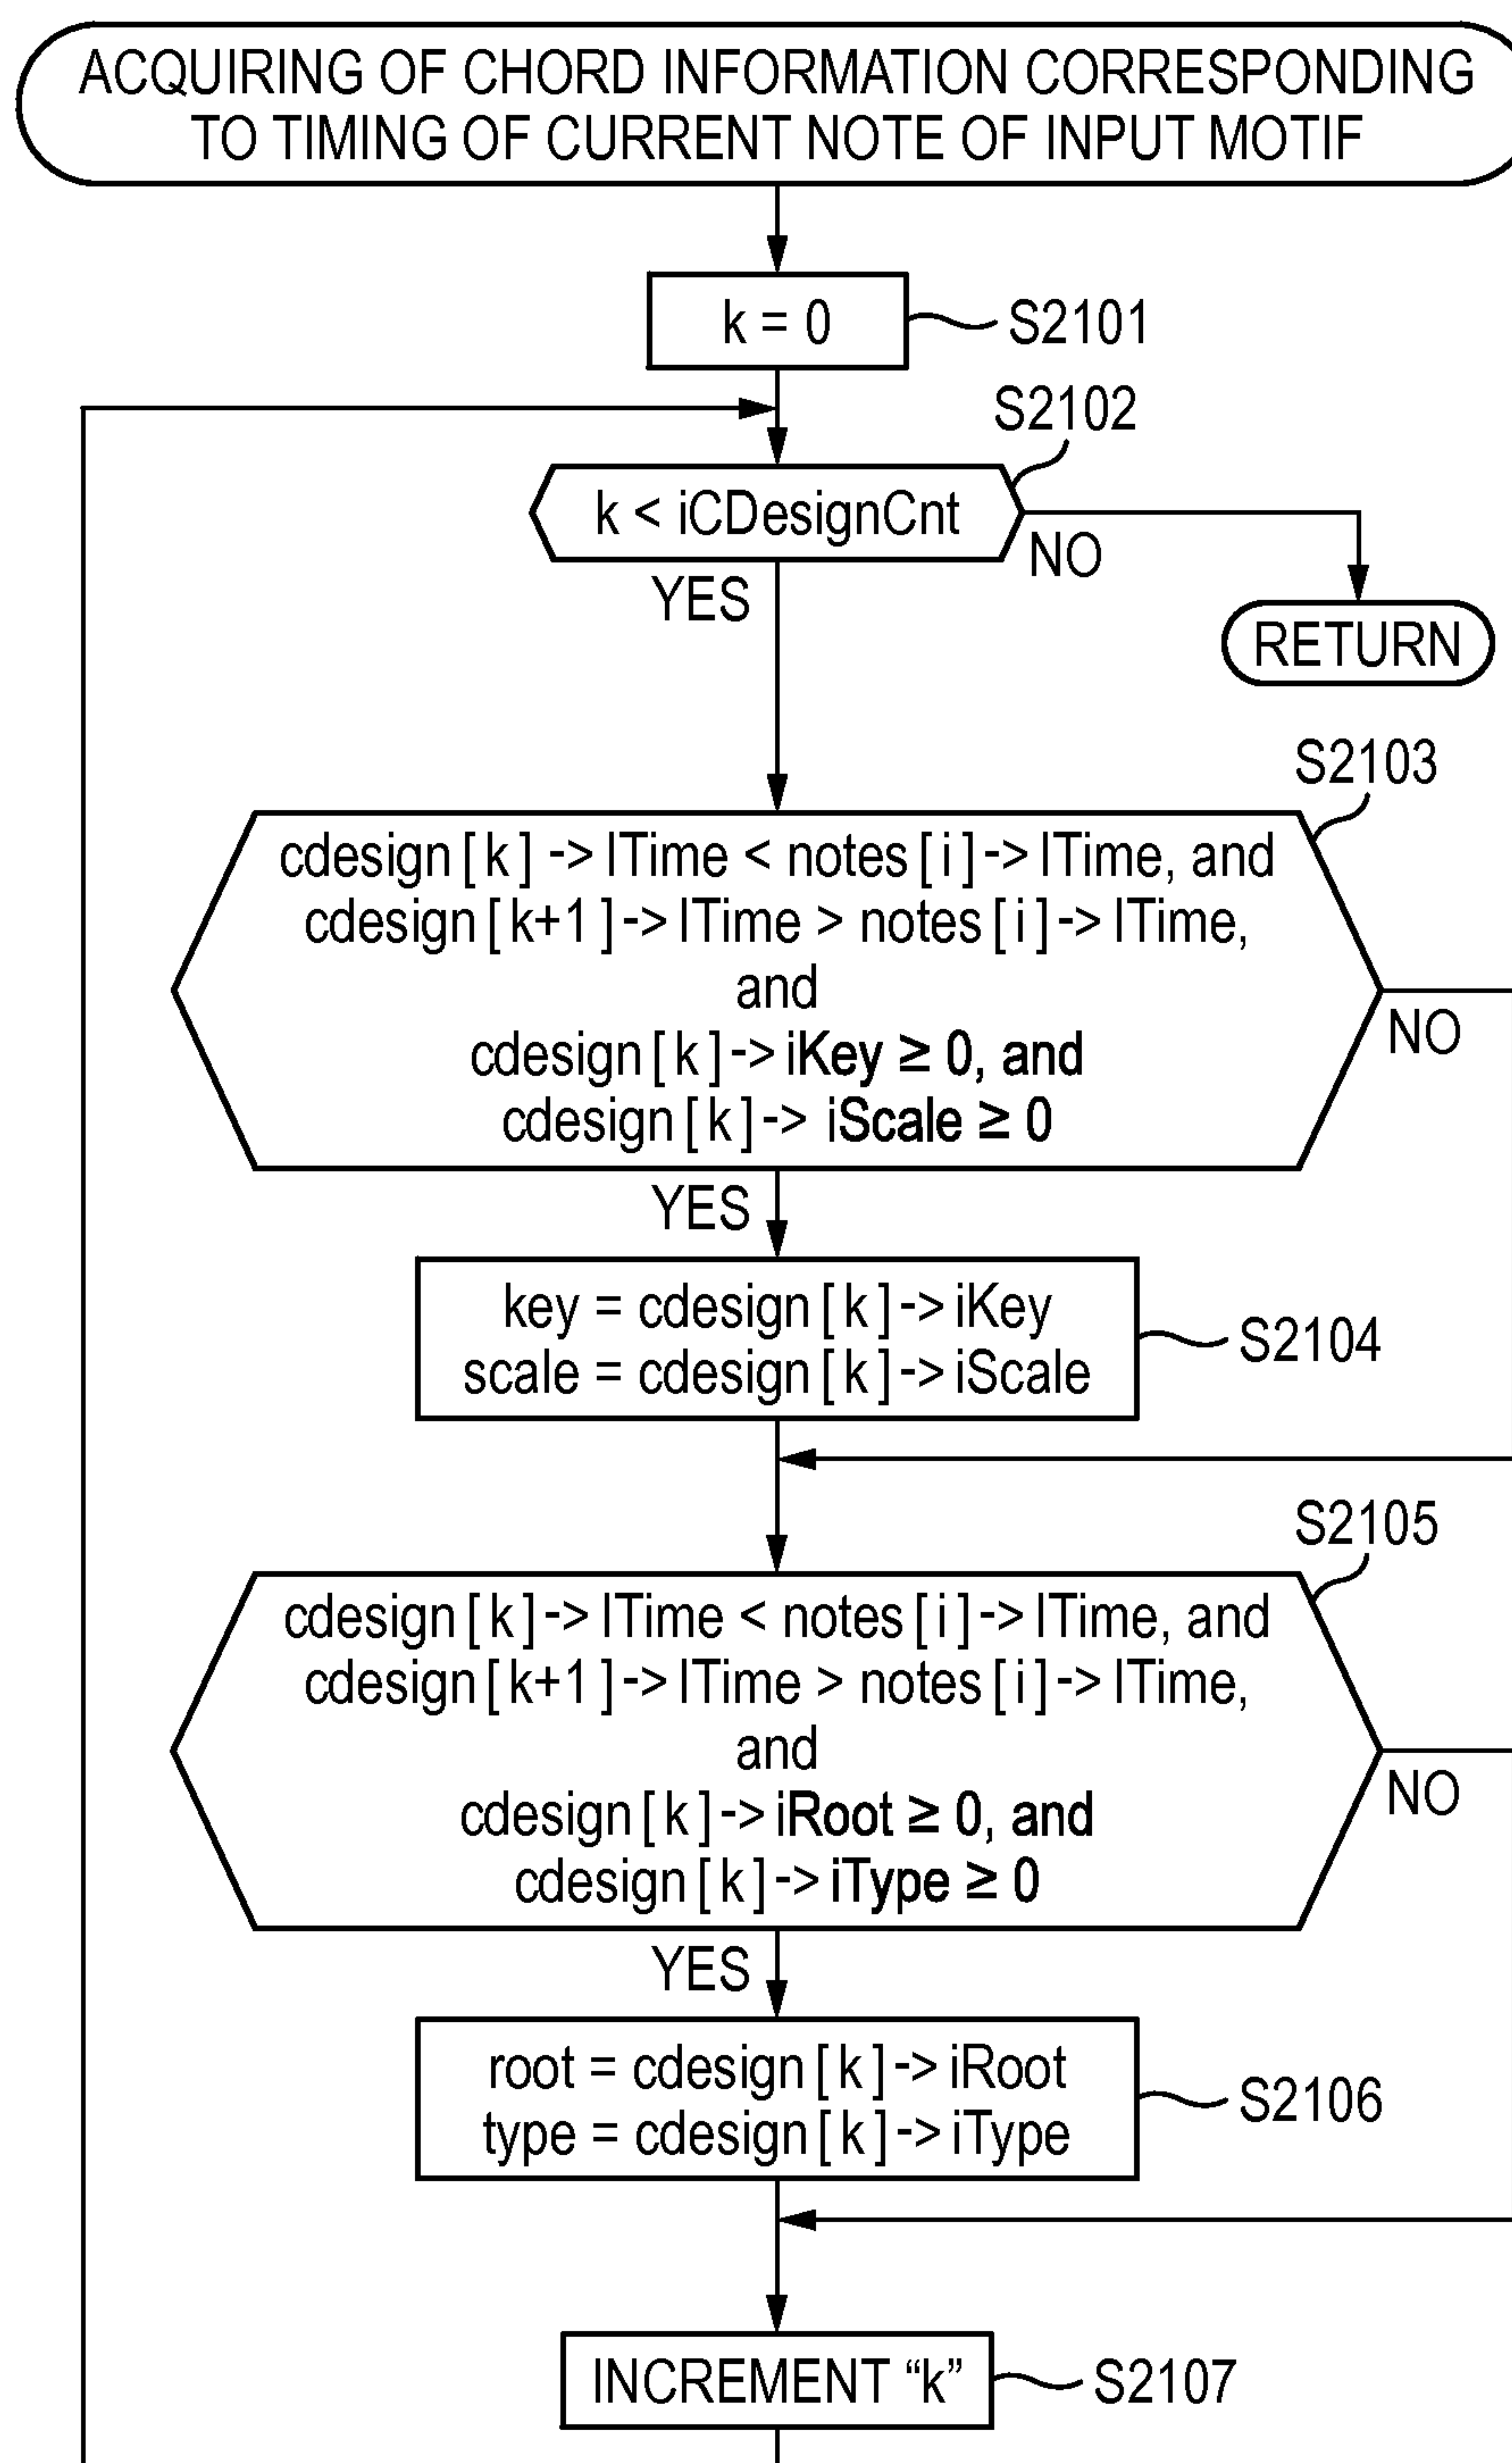 ACQUIRING OF CHORD INFORMATION CORRESPONDING
TO TIMING OF CURRENT NOTE OF INPUT MOTIF
k = 0
S2101
S2102
k < iCDesignCnt
NO
YES
RETURN
S2103
cdesign [ k ] -> lTime < notes [ i ] -> lTime, and
cdesign [ k+1 ] -> lTime > notes [ i ] -> lTime,
and
cdesign [ k ] -> iKey ≥ 0, and
cdesign [ k ] -> iScale ≥ 0
NO
YES
key = cdesign [ k ] -> iKey
scale = cdesign [ k ] -> iScale
S2104
S2105
cdesign [ k ] -> lTime < notes [ i ] -> lTime, and
cdesign [ k+1 ] -> lTime > notes [ i ] -> lTime,
and
cdesign [ k ] -> iRoot ≥ 0, and
cdesign [ k ] -> iType ≥ 0
NO
YES
root = cdesign [ k ] -> iRoot
type = cdesign [ k ] -> iType
S2106
INCREMENT “k”
S2107